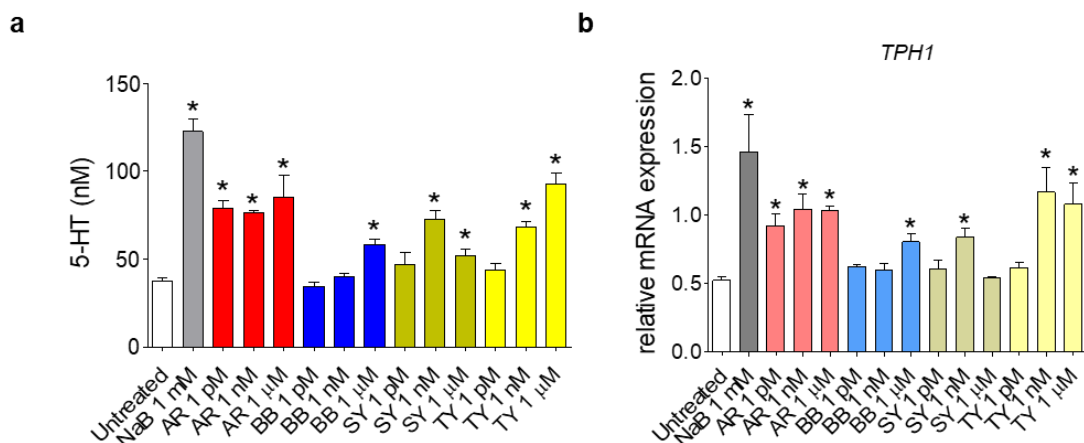 a
5-HT (nM)
150
100
50
0
* * * * * * * * *
Untreated
NaB 1 mM
AR 1 pM
AR 1 nM
AR 1 μM
BB 1 pM
BB 1 nM
BB 1 μM
SY 1 pM
SY 1 nM
SY 1 μM
TY 1 pM
TY 1 nM
TY 1 μM
b
TPH1
relative mRNA expression
2.0
1.5
1.0
0.5
0.0
* * * * * * * *
Untreated
NaB 1 mM
AR 1 pM
AR 1 nM
AR 1 μM
BB 1 pM
BB 1 nM
BB 1 μM
SY 1 pM
SY 1 nM
SY 1 μM
TY 1 pM
TY 1 nM
TY 1 μM